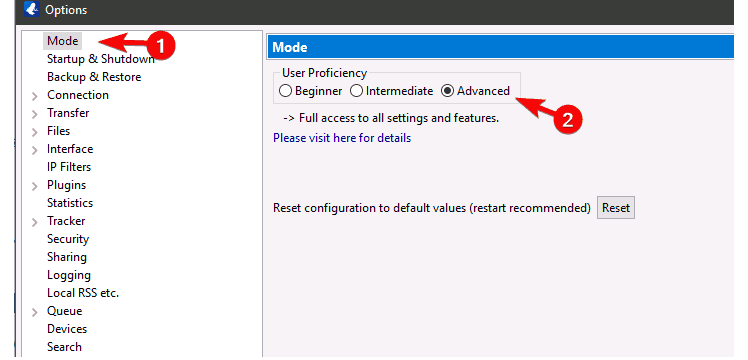 Options
Mode
Startup & Shutdown
Backup & Restore
Connection
Transfer
Files
Interface
IP Filters
Plugins
Statistics
Tracker
Security
Sharing
Logging
Local RSS etc.
Queue
Devices
Search
1
Mode
User Proficiency
Beginner Intermediate Advanced
2
-> Full access to all settings and features.
Please visit here for details
Reset configuration to default values (restart recommended) Reset